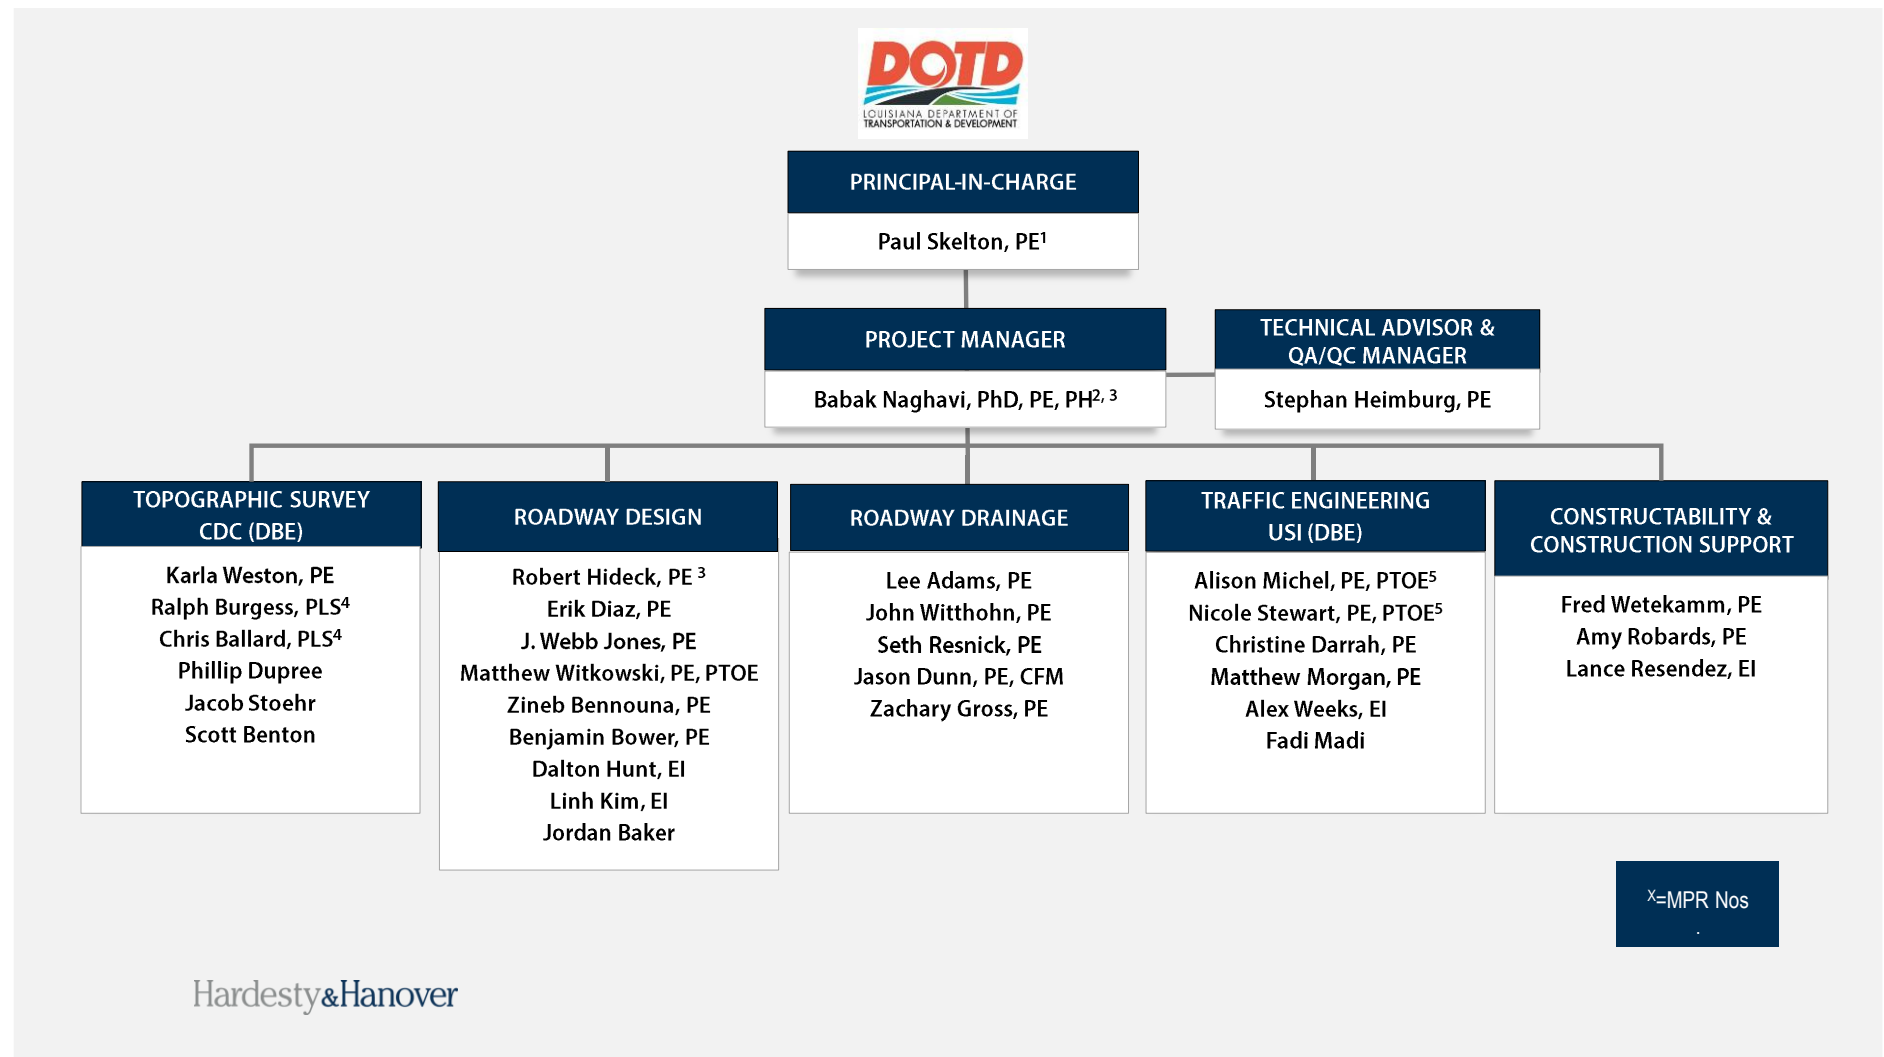 DOTD
LOUISIANA DEPARTMENT OF
TRANSPORTATION & DEVELOPMENT
PRINCIPAL-IN-CHARGE
Paul Skelton, PE1
PROJECT MANAGER
Babak Naghavi, PhD, PE, PH2, 3
TECHNICAL ADVISOR &
QA/QC MANAGER
Stephan Heimburg, PE
TOPOGRAPHIC SURVEY
CDC (DBE)
Karla Weston, PE
Ralph Burgess, PLS4
Chris Ballard, PLS4
Phillip Dupree
Jacob Stoehr
Scott Benton
ROADWAY DESIGN
Robert Hideck, PE 3
Erik Diaz, PE
J. Webb Jones, PE
Matthew Witkowski, PE, PTOE
Zineb Bennouna, PE
Benjamin Bower, PE
Dalton Hunt, EI
Linh Kim, EI
Jordan Baker
ROADWAY DRAINAGE
Lee Adams, PE
John Witthohn, PE
Seth Resnick, PE
Jason Dunn, PE, CFM
Zachary Gross, PE
TRAFFIC ENGINEERING
USI (DBE)
Alison Michel, PE, PTOE5
Nicole Stewart, PE, PTOE5
Christine Darrah, PE
Matthew Morgan, PE
Alex Weeks, EI
Fadi Madi
CONSTRUCTABILITY &
CONSTRUCTION SUPPORT
Fred Wetekamm, PE
Amy Robards, PE
Lance Resendez, EI
X=MPR Nos
.
Hardesty&Hanover